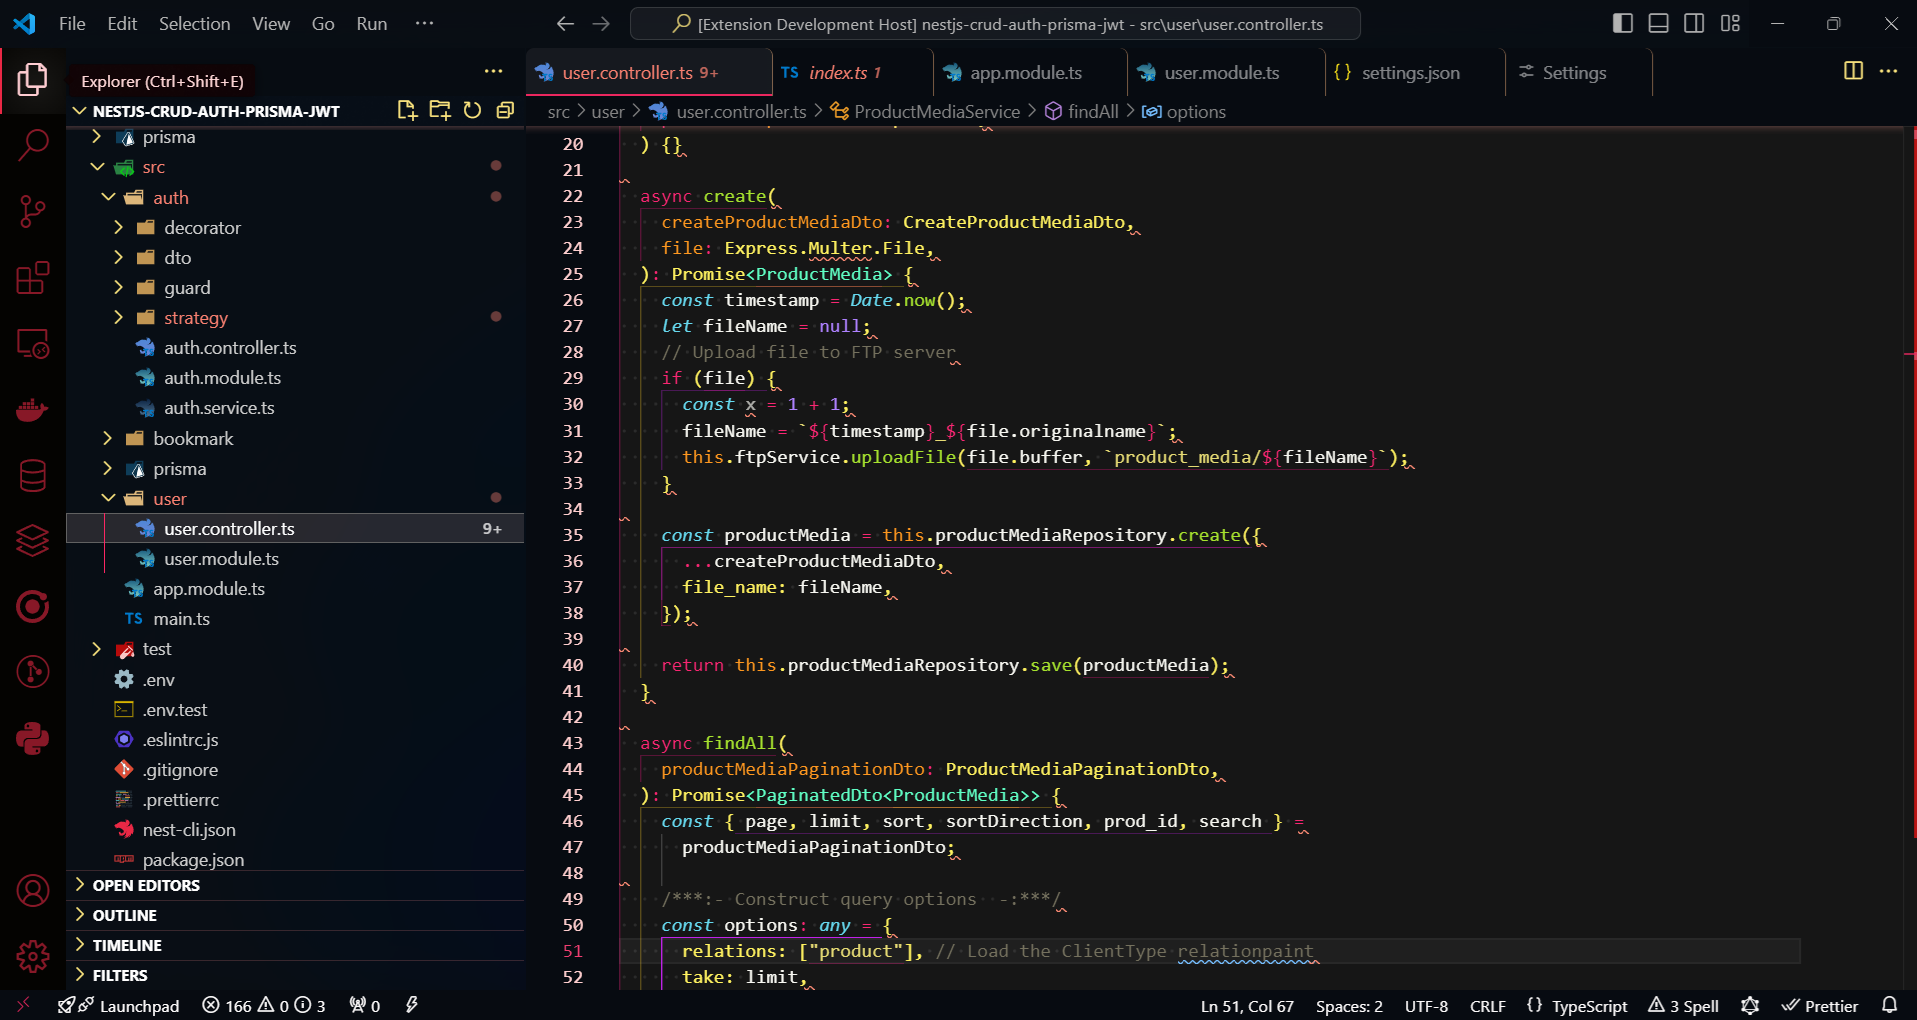 File Edit Selection View Go Run ···
[Extension Development Host] nestjs-crud-auth-prisma-jwt - src\user\user.controller.ts
Explorer (Ctrl+Shift+E)
NESTJS-CRUD-AUTH-PRISMA-JWT
prisma
src
auth
decorator
dto
guard
strategy
auth.controller.ts
auth.module.ts
auth.service.ts
bookmark
prisma
user
user.controller.ts 9+
user.module.ts
app.module.ts
TS main.ts
test
.env
.env.test
.eslintrc.js
.gitignore
.prettierrc
nest-cli.json
package.json
OPEN EDITORS
OUTLINE
TIMELINE
FILTERS
user.controller.ts 9+
TS index.ts 1
app.module.ts
user.module.ts
{} settings.json
Settings
src > user > user.controller.ts > ProductMediaService > findAll > options
20 ) {}
21
22 async create(
23 createProductMediaDto: CreateProductMediaDto,
24 file: Express.Multer.File,
25 ): Promise<ProductMedia> {
26 const timestamp = Date.now();
27 let fileName = null;
28 // Upload file to FTP server
29 if (file) {
30 const x = 1 + 1;
31 fileName = `${timestamp}_${file.originalname}`;
32 this.ftpService.uploadFile(file.buffer, `product_media/${fileName}`);
33 }
34
35 const productMedia = this.productMediaRepository.create({
36 ...createProductMediaDto,
37 file_name: fileName,
38 });
39
40 return this.productMediaRepository.save(productMedia);
41 }
42
43 async findAll(
44 productMediaPaginationDto: ProductMediaPaginationDto,
45 ): Promise<PaginatedDto<ProductMedia>> {
46 const { page, limit, sort, sortDirection, prod_id, search } =
47 productMediaPaginationDto;
48
49 /***:- Construct query options  -:***/
50 const options: any = {
51 relations: ["product"], // Load the ClientType relationpaint
52 take: limit,
Launchpad 166 0 3 0
Ln 51, Col 67 Spaces: 2 UTF-8 CRLF {} TypeScript 3 Spell Prettier